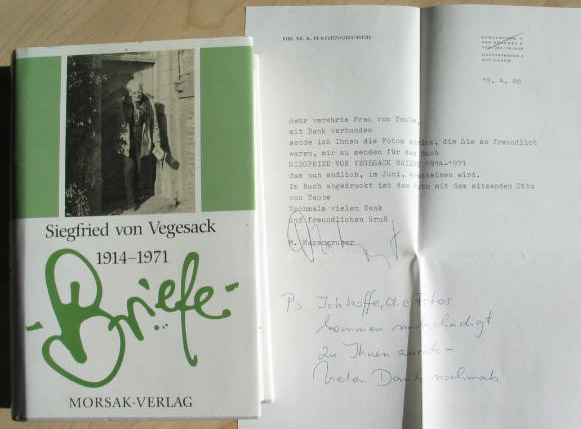 Siegfried von Vegesack
1914-1971
Briefe
MORSAK-VERLAG
DR. M. A. HAGENGRUBER
19. 4. 88
Sehr verehrte Frau von Taube,
mit Dank verbunden
sende ich Ihnen die Fotos zurück, die Sie so freundlich
waren, mir zu senden für das Buch
SIEGFRIED VON VEGESACK BRIEFE 1914-1971
das nun endlich, im Juni, erscheinen wird.
Im Buch abgedruckt ist das Foto mit dem sitzenden Otto
von Taube
Nochmals vielen Dank
und freundlichen Gruß
M. Hagengruber
Ps Ich hoffe, die Fotos
kommen unbeschädigt
zu Ihnen zurück -
Vielen Dank nochmals